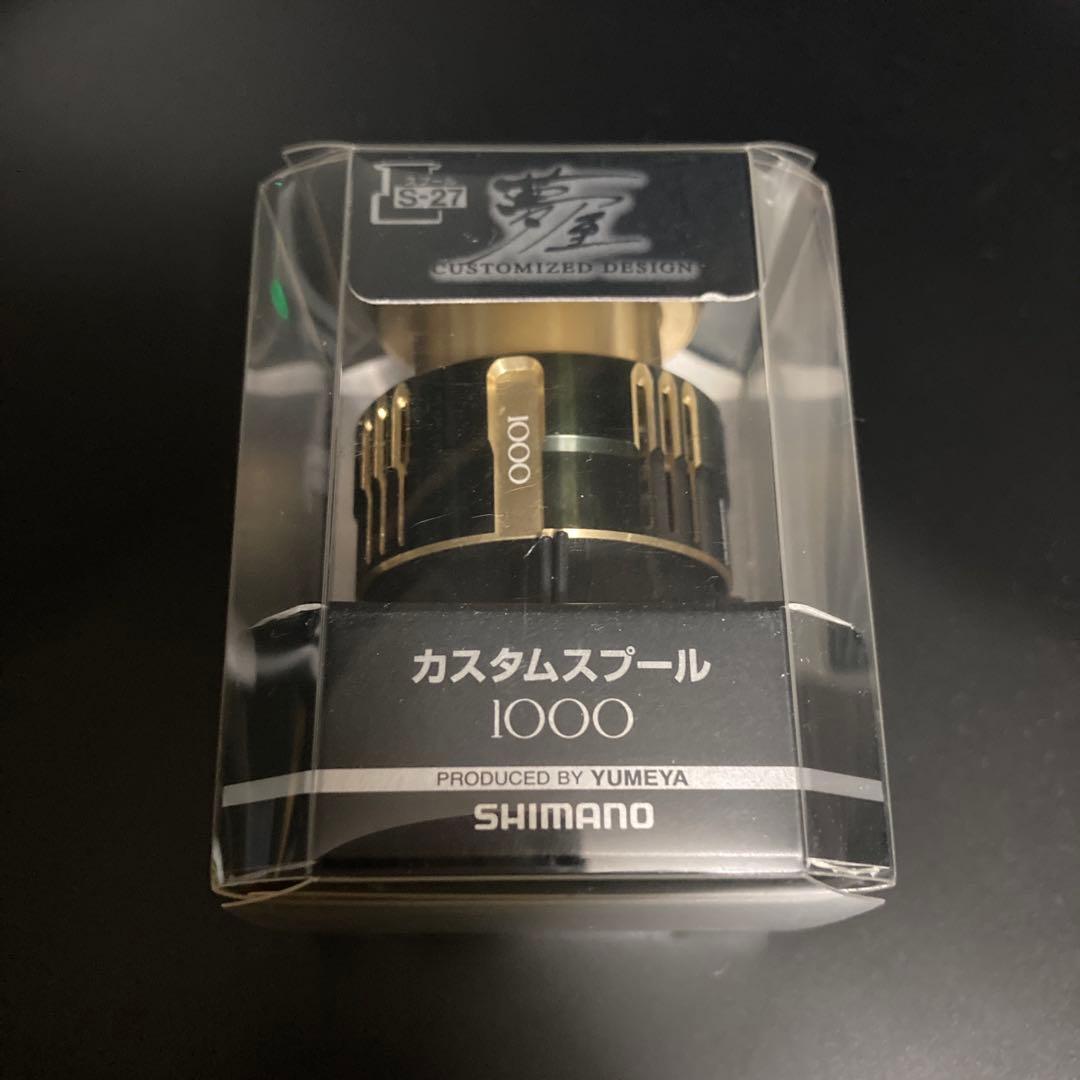 S-27
夢屋
CUSTOMIZED DESIGN
1000
カスタムスプール
1000
PRODUCED BY YUMEYA
SHIMANO